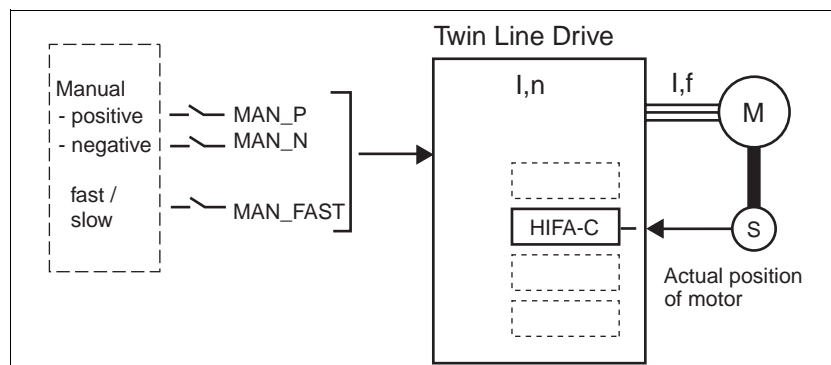 Twin Line Drive
Manual
- positive
- negative
fast /
slow
MAN_P
MAN_N
MAN_FAST
I,n
HIFA-C
I,f
M
S
Actual position
of motor